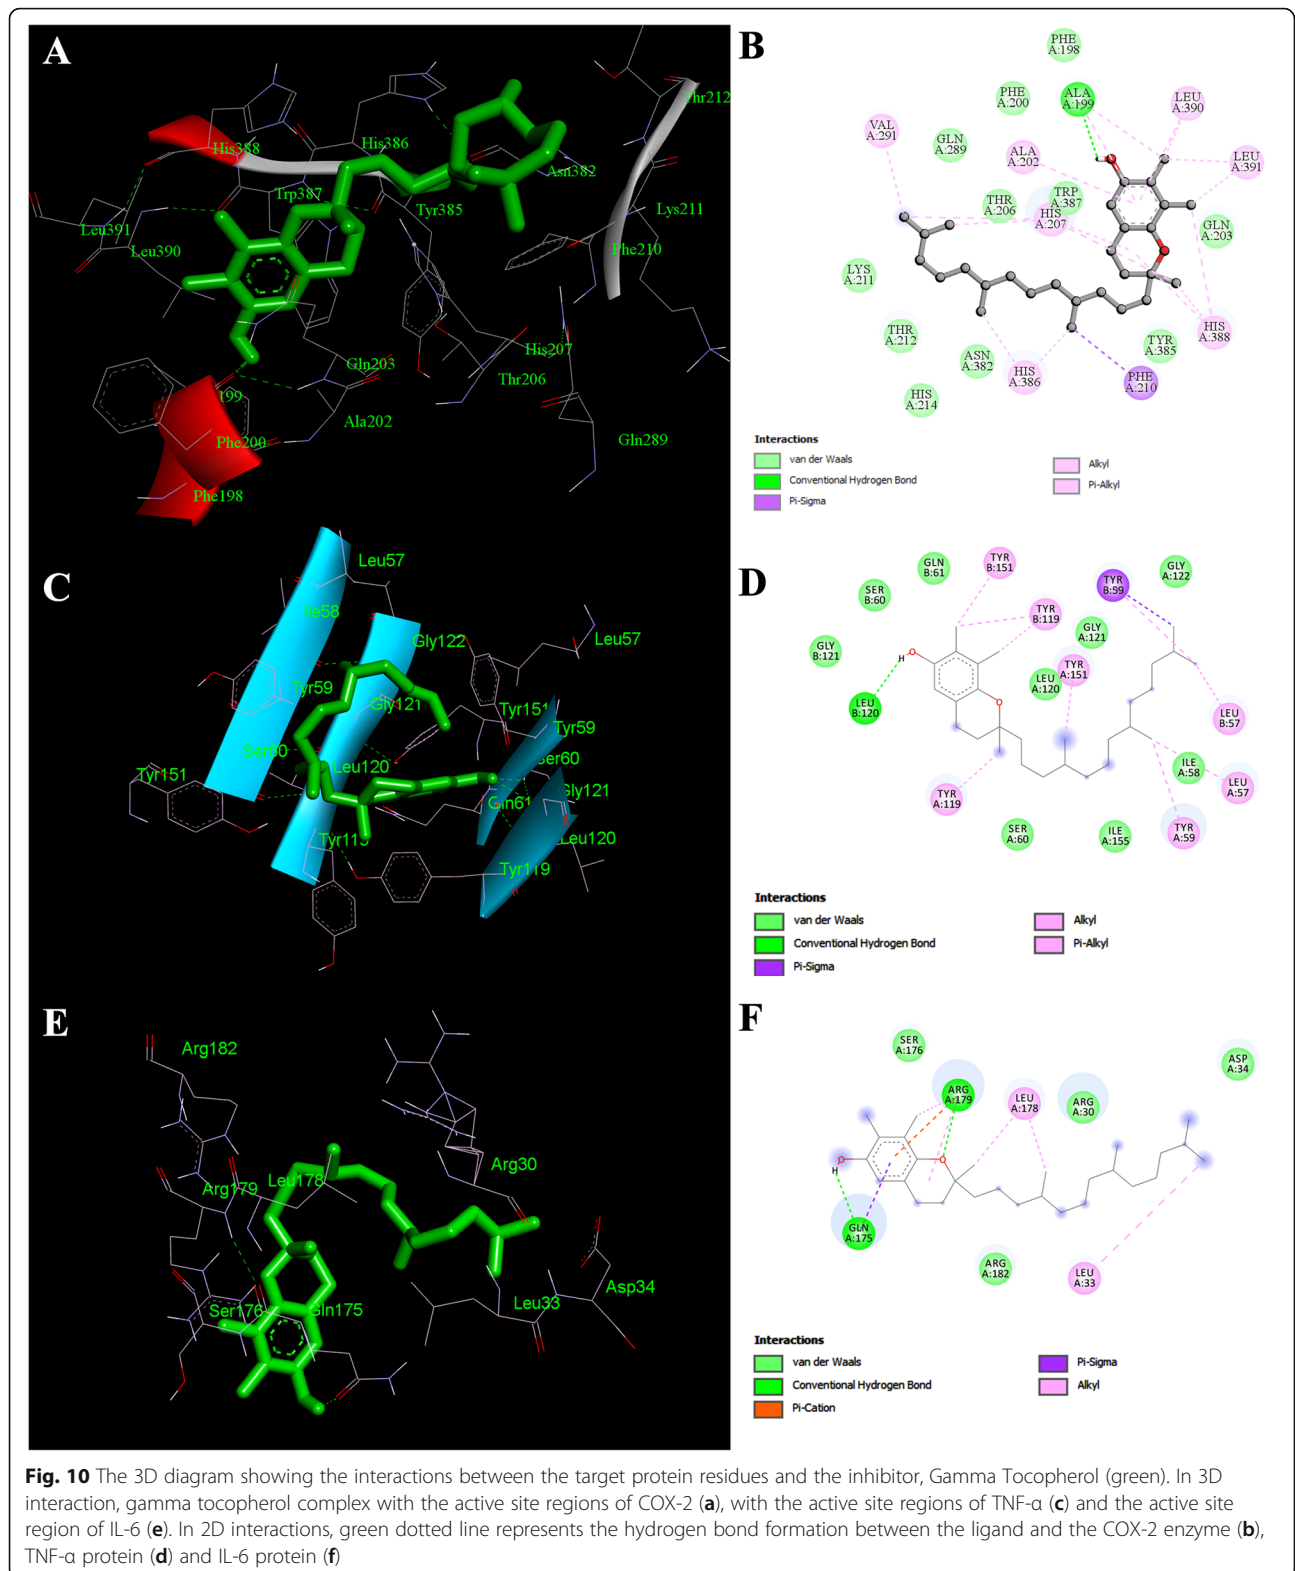 A
His388
His386
Thr212
Asn382
Trp387
Tyr385
Lys211
Leu391
Leu390
Phe210
His207
Gln203
Thr206
199
Ala202
Phe200
Gln289
Phe198
B
PHE
A:198
PHE
A:200
ALA
A:199
LEU
A:390
VAL
A:291
GLN
A:289
ALA
A:202
LEU
A:391
THR
A:206
TRP
A:387
HIS
A:207
GLN
A:203
H
LYS
A:211
THR
A:212
ASN
A:382
HIS
A:386
TYR
A:385
HIS
A:388
HIS
A:214
PHE
A:210
Interactions
van der Waals
Conventional Hydrogen Bond
Pi-Sigma
Alkyl
Pi-Alkyl
C
Leu57
Ile58
Gly122
Leu57
Tyr59
Gly121
Tyr151
Tyr59
Ser60
Leu120
Ser60
Tyr151
Gln61
Gly121
Tyr119
Leu120
Tyr119
D
GLN
B:61
TYR
B:151
TYR
B:59
GLY
A:122
SER
B:60
TYR
B:119
GLY
A:121
GLY
B:121
LEU
A:120
TYR
A:151
H
O
O
LEU
B:120
LEU
B:57
ILE
A:58
LEU
A:57
TYR
A:119
SER
A:60
ILE
A:155
TYR
A:59
Interactions
van der Waals
Conventional Hydrogen Bond
Pi-Sigma
Alkyl
Pi-Alkyl
E
Arg182
Arg30
Leu178
Arg179
Ser176
Gln175
Leu33
Asp34
F
SER
A:176
ASP
A:34
ARG
A:179
LEU
A:178
ARG
A:30
O
H
O
GLN
A:175
ARG
A:182
LEU
A:33
Interactions
van der Waals
Conventional Hydrogen Bond
Pi-Cation
Pi-Sigma
Alkyl
Fig. 10 The 3D diagram showing the interactions between the target protein residues and the inhibitor, Gamma Tocopherol (green). In 3D
interaction, gamma tocopherol complex with the active site regions of COX-2 (a), with the active site regions of TNF-α (c) and the active site
region of IL-6 (e). In 2D interactions, green dotted line represents the hydrogen bond formation between the ligand and the COX-2 enzyme (b),
TNF-α protein (d) and IL-6 protein (f)